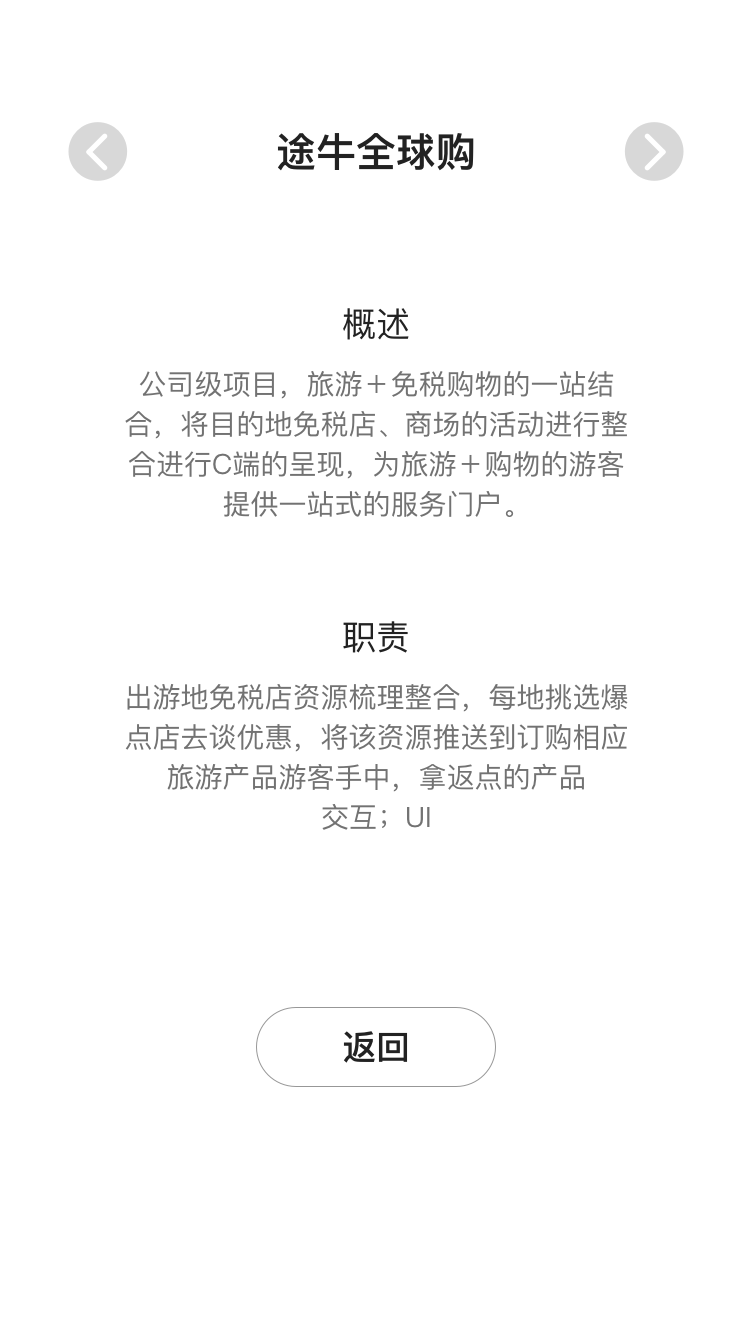 途牛全球购
概述
公司级项目，旅游＋免税购物的一站结
合，将目的地免税店、商场的活动进行整
合进行C端的呈现，为旅游＋购物的游客
提供一站式的服务门户。
职责
出游地免税店资源梳理整合，每地挑选爆
点店去谈优惠，将该资源推送到订购相应
旅游产品游客手中，拿返点的产品
交互；UI
返回